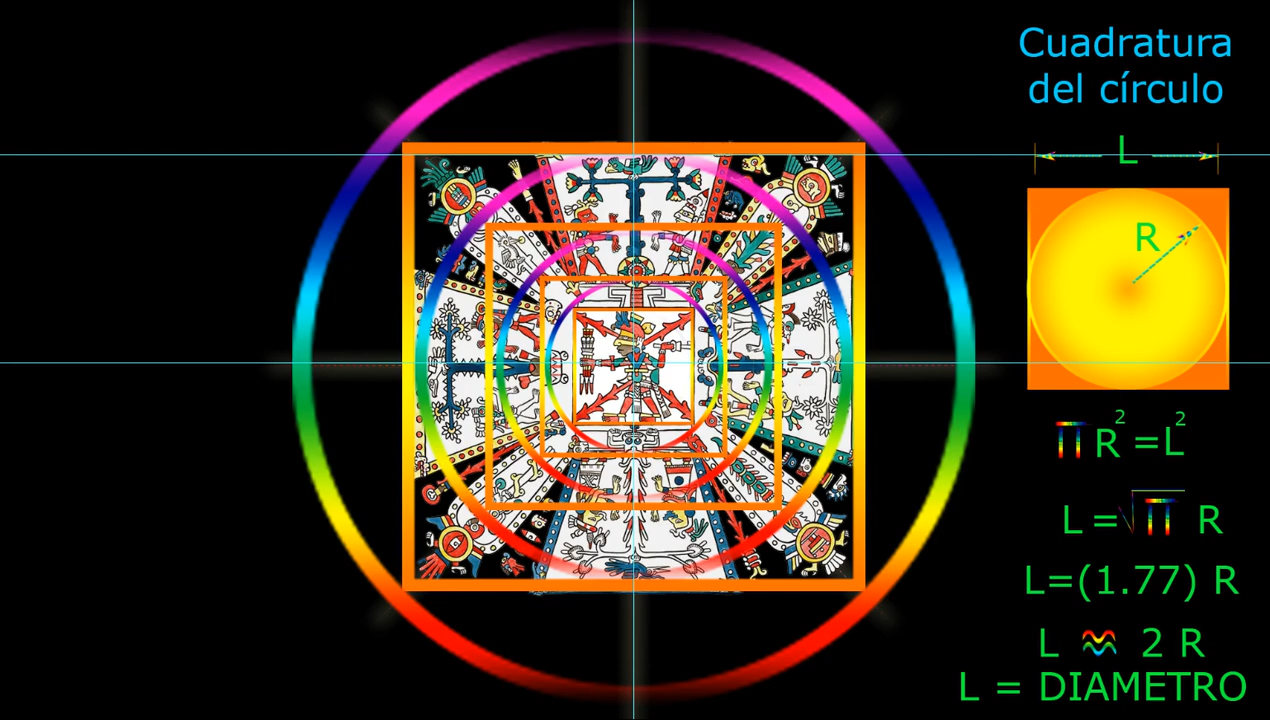 Cuadratura
del círculo
L
R
∏ R² = L²
L = √∏ R
L=(1.77) R
L ≈ 2 R
L = DIAMETRO